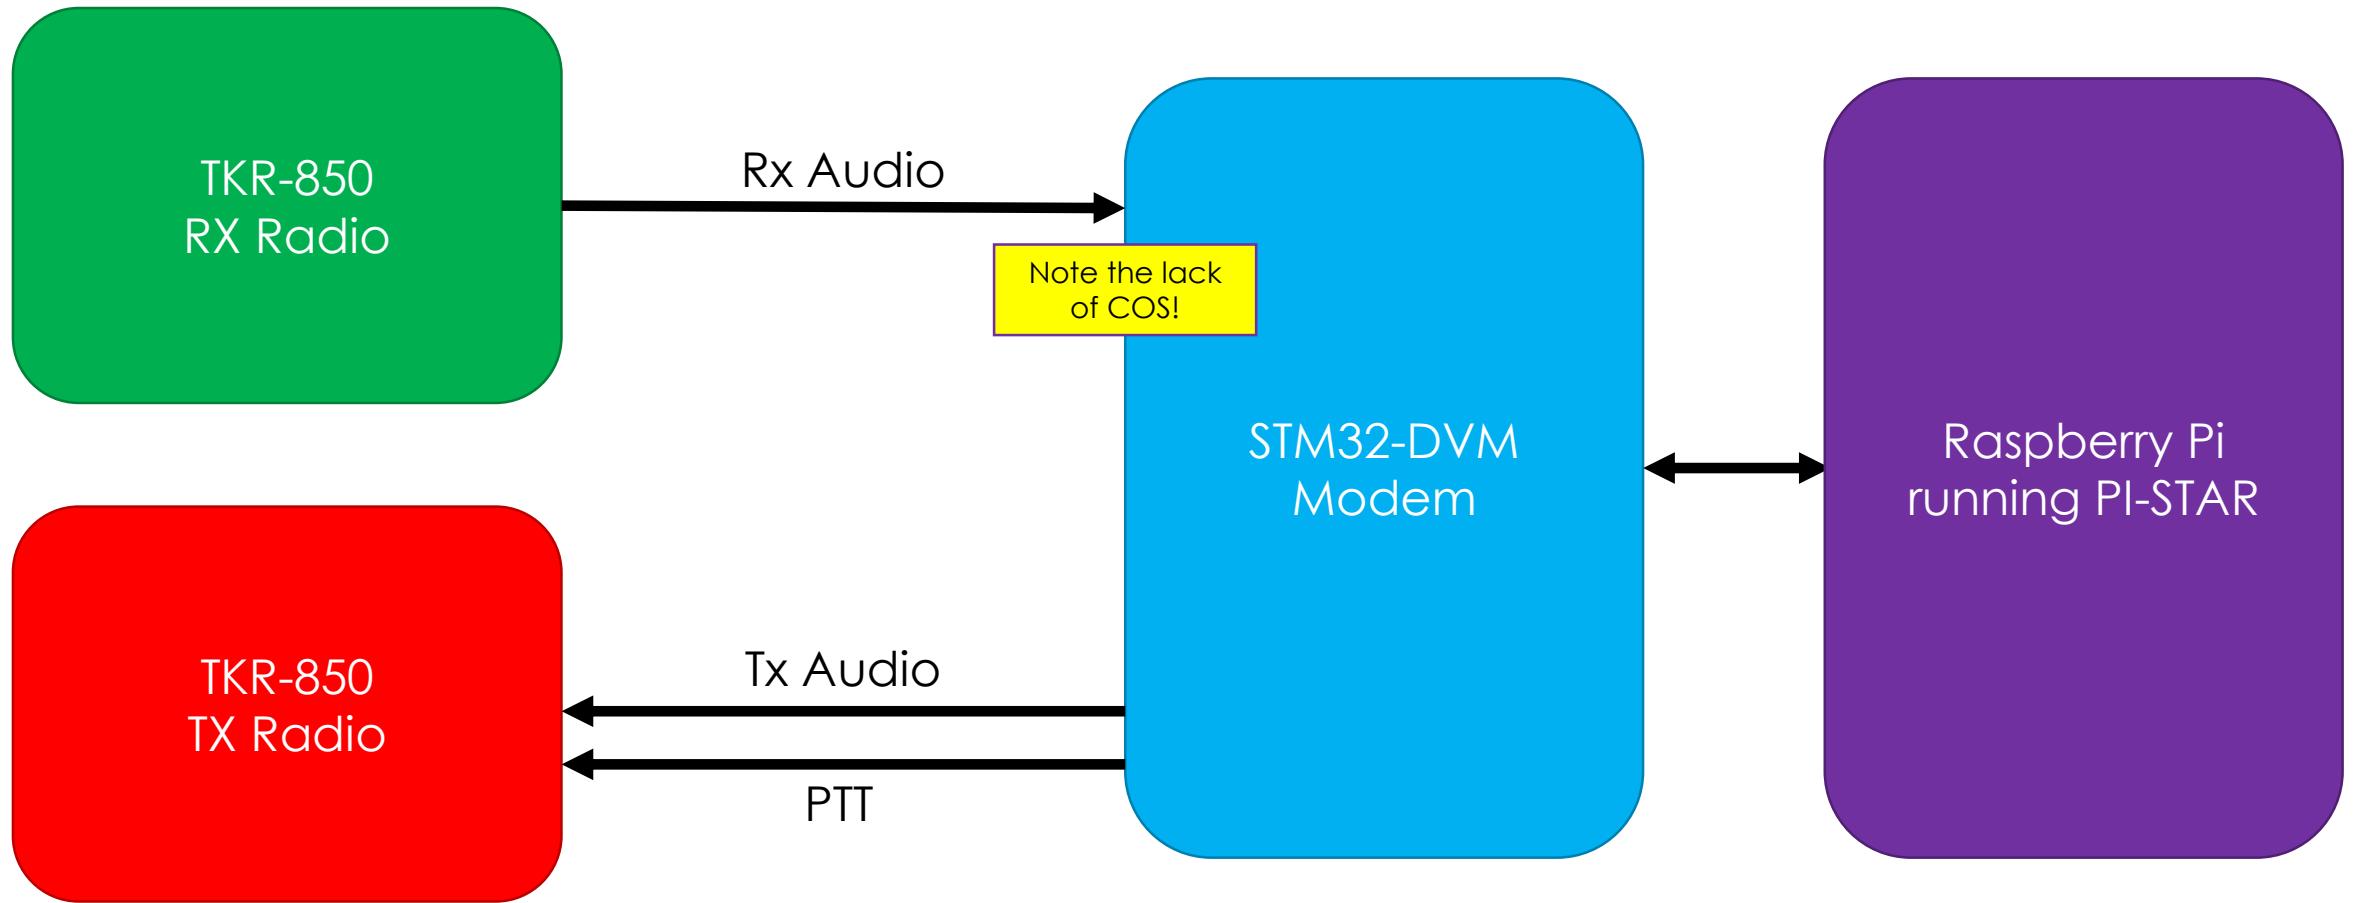 TKR-850
RX Radio
Rx Audio
Note the lack
of COS!
STM32-DVM
Modem
Raspberry Pi
running PI-STAR
TKR-850
TX Radio
Tx Audio
PTT